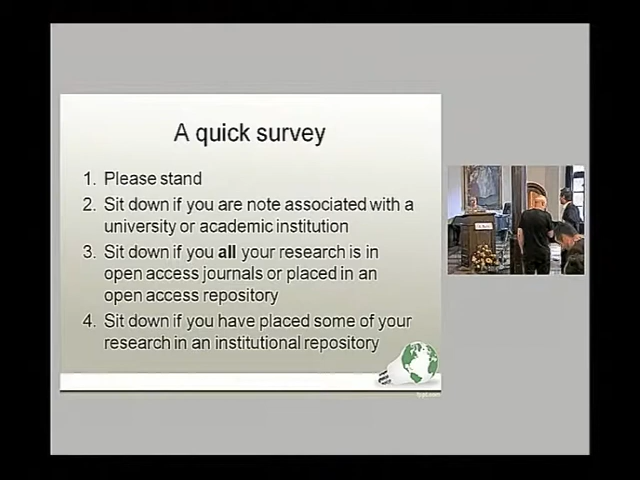 A quick survey
1. Please stand
2. Sit down if you are note associated with a
university or academic institution
3. Sit down if you all your research is in
open access journals or placed in an
open access repository
4. Sit down if you have placed some of your
research in an institutional repository